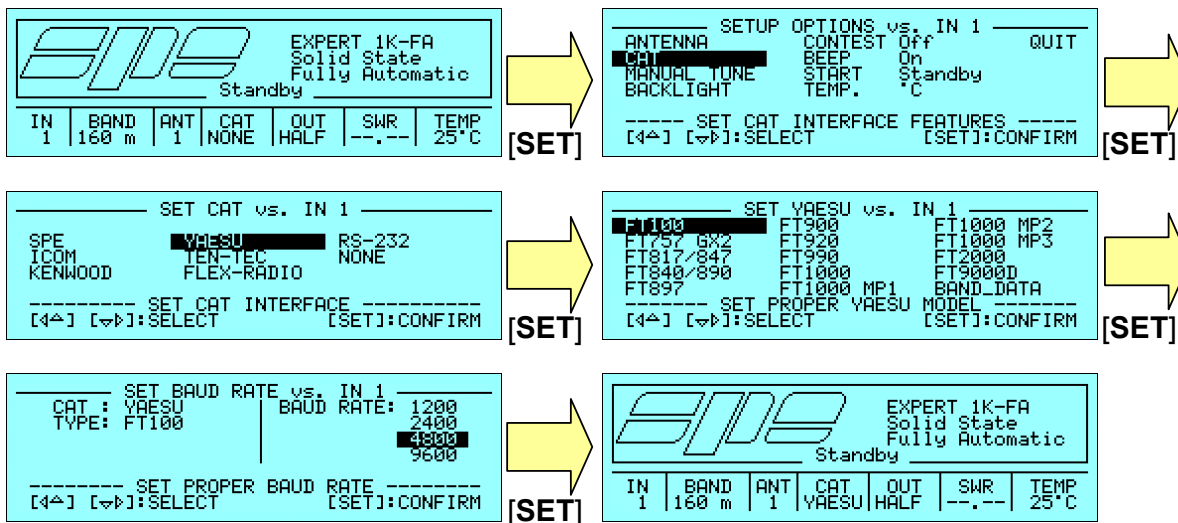 EXPERT 1K-FA
Solid State
Fully Automatic
Standby
IN BAND ANT CAT OUT SWR TEMP
1 160 m 1 NONE HALF --.-- 25°C
[SET]
SETUP OPTIONS vs. IN 1
ANTENNA CONTEST Off QUIT
CAT BEEP On
MANUAL TUNE START Standby
BACKLIGHT TEMP. °C
----- SET CAT INTERFACE FEATURES -----
[◁△] [▽▷]:SELECT [SET]:CONFIRM
[SET]
SET CAT vs. IN 1
SPE YAESU RS-232
ICOM TEN-TEC NONE
KENWOOD FLEX-RADIO
--------- SET CAT INTERFACE ----------
[◁△] [▽▷]:SELECT [SET]:CONFIRM
[SET]
SET YAESU vs. IN 1
FT100 FT900 FT1000 MP2
FT757 GX2 FT920 FT1000 MP3
FT817/847 FT990 FT2000
FT840/890 FT1000 FT9000D
FT897 FT1000 MP1 BAND_DATA
------- SET PROPER YAESU MODEL -------
[◁△] [▽▷]:SELECT [SET]:CONFIRM
[SET]
SET BAUD RATE vs. IN 1
CAT : YAESU BAUD RATE: 1200
TYPE: FT100 2400
4800
9600
-------- SET PROPER BAUD RATE --------
[◁△] [▽▷]:SELECT [SET]:CONFIRM
[SET]
EXPERT 1K-FA
Solid State
Fully Automatic
Standby
IN BAND ANT CAT OUT SWR TEMP
1 160 m 1 YAESU HALF --.-- 25°C